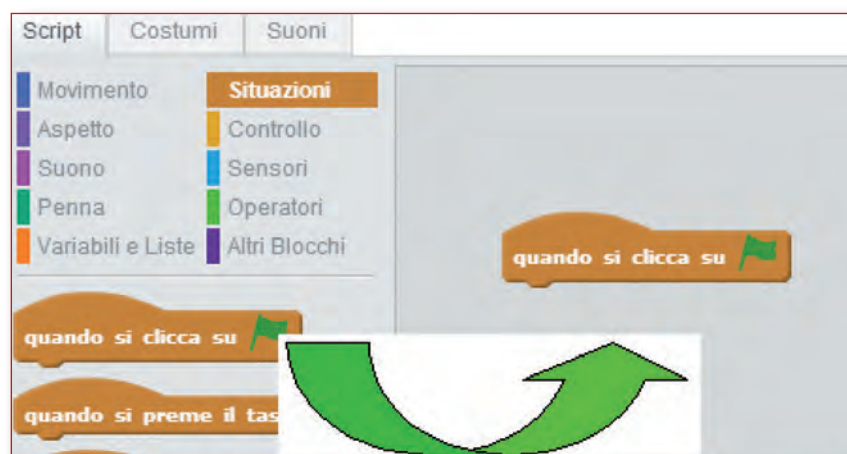 Script Costumi Suoni
Movimento Situazioni
Aspetto Controllo
Suono Sensori
Penna Operatori
Variabili e Liste Altri Blocchi
quando si clicca su
quando si clicca su
quando si preme il tas